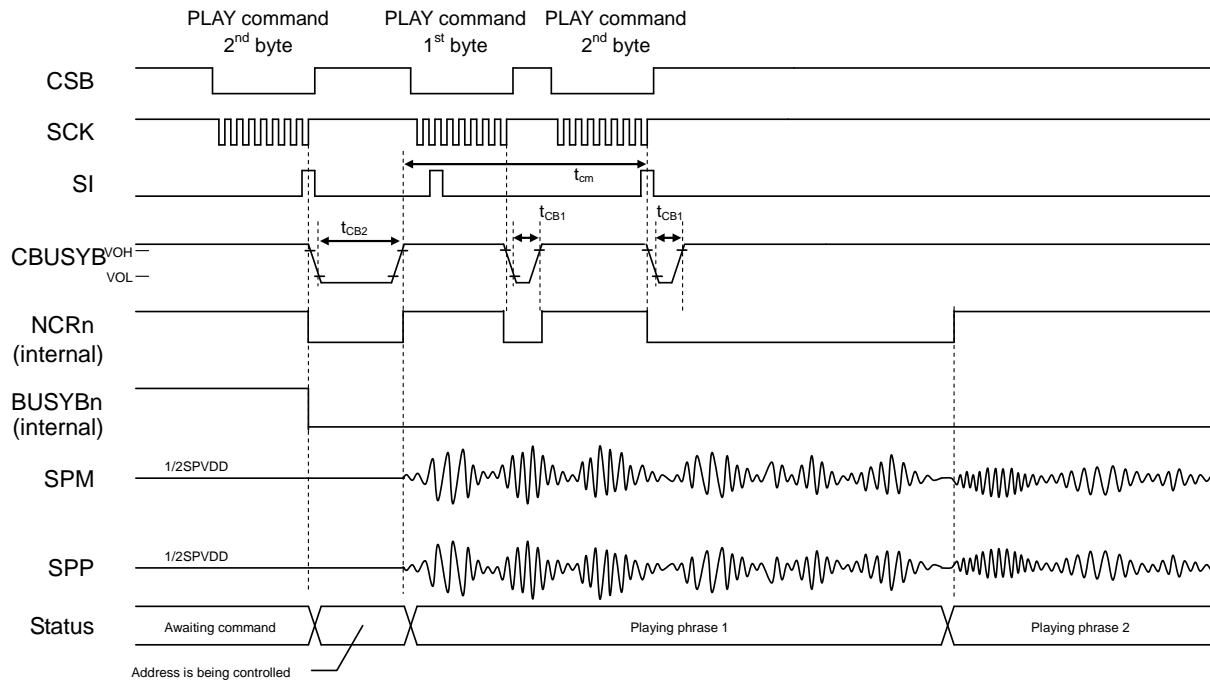 PLAY command
2nd byte
PLAY command
1st byte
PLAY command
2nd byte
CSB
SCK
tcm
SI
tCB2
tCB1
tCB1
CBUSYB
VOH
VOL
NCRn
(internal)
BUSYBn
(internal)
1/2SPVDD
SPM
1/2SPVDD
SPP
Status
Awaiting command
Playing phrase 1
Playing phrase 2
Address is being controlled